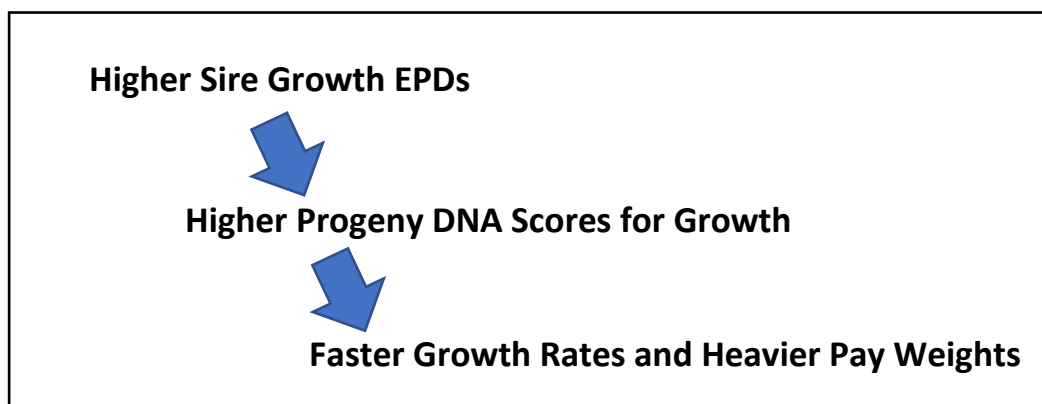 Higher Sire Growth EPDs
Higher Progeny DNA Scores for Growth
Faster Growth Rates and Heavier Pay Weights